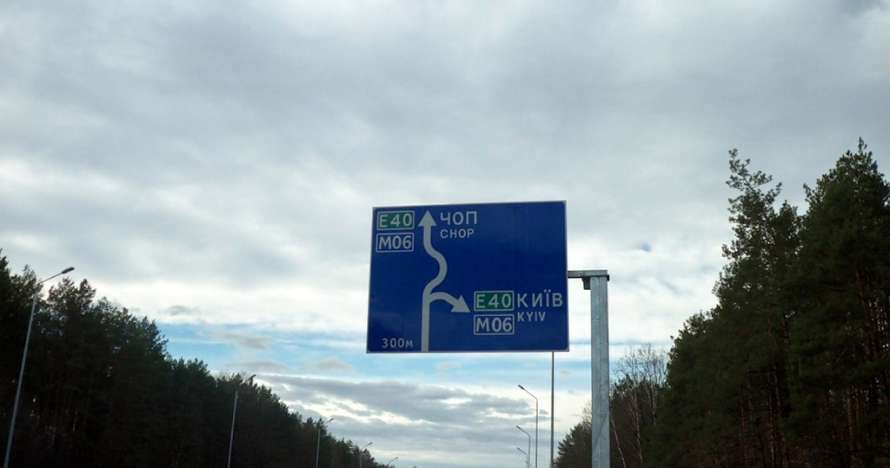 E40 ЧОП
M06 CHOP
E40 КИЇВ
M06 KYIV
300м